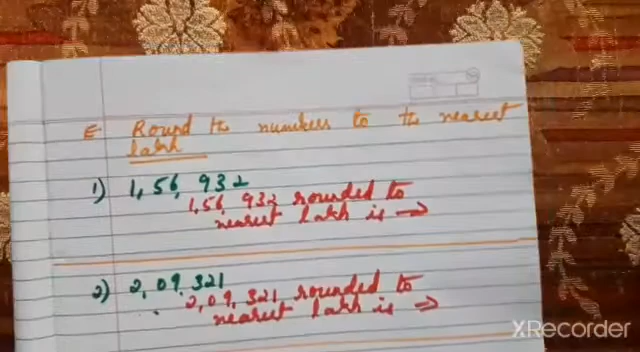 E Round the numbers to the nearest
lakh
1) 1,56,932
1,56,932 rounded to
nearest lakh is →
2) 2,09,321
2,09,321 rounded to
nearest lakh is →
XRecorder